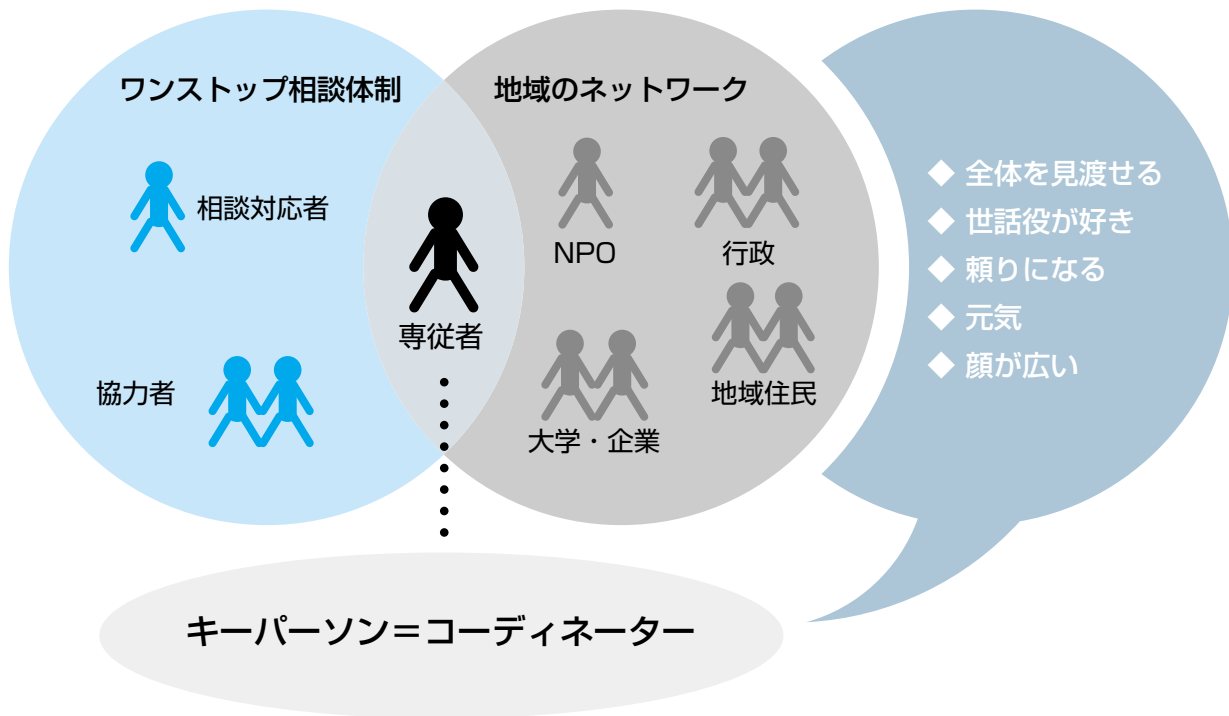 ワンストップ相談体制
相談対応者
協力者
専従者
地域のネットワーク
NPO
行政
地域住民
大学・企業
◆ 全体を見渡せる
◆ 世話役が好き
◆ 頼りになる
◆ 元気
◆ 顔が広い
キーパーソン＝コーディネーター